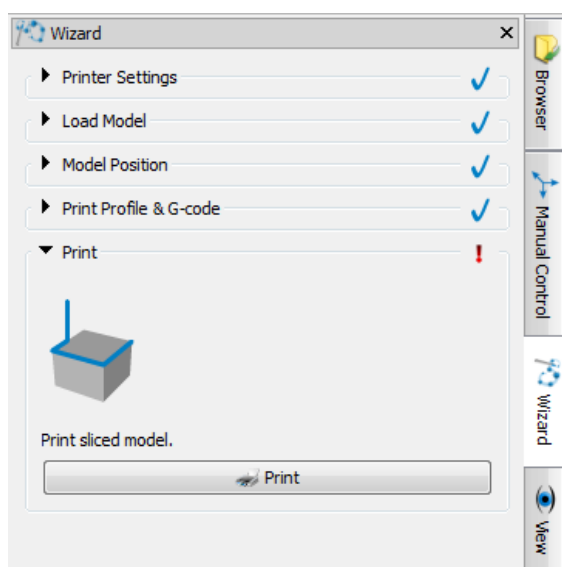 Wizard
Printer Settings
Load Model
Model Position
Print Profile & G-code
Print
Print sliced model.
Print
Browser
Manual Control
Wizard
View